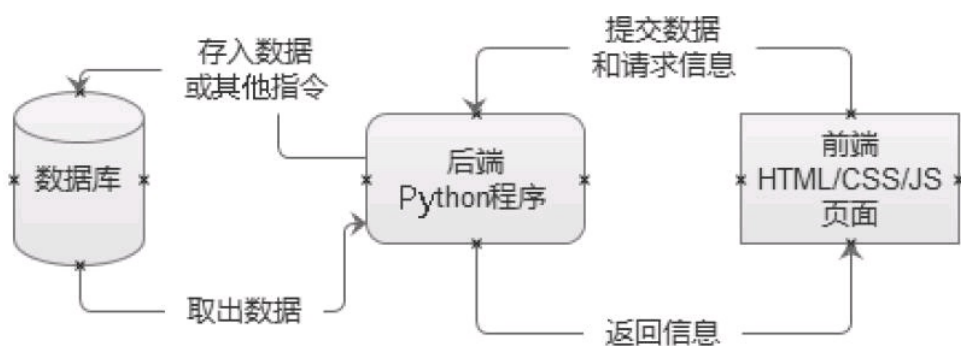 提交数据
和请求信息
存入数据
或其他指令
数据库
后端
Python程序
前端
HTML/CSS/JS
页面
取出数据
返回信息